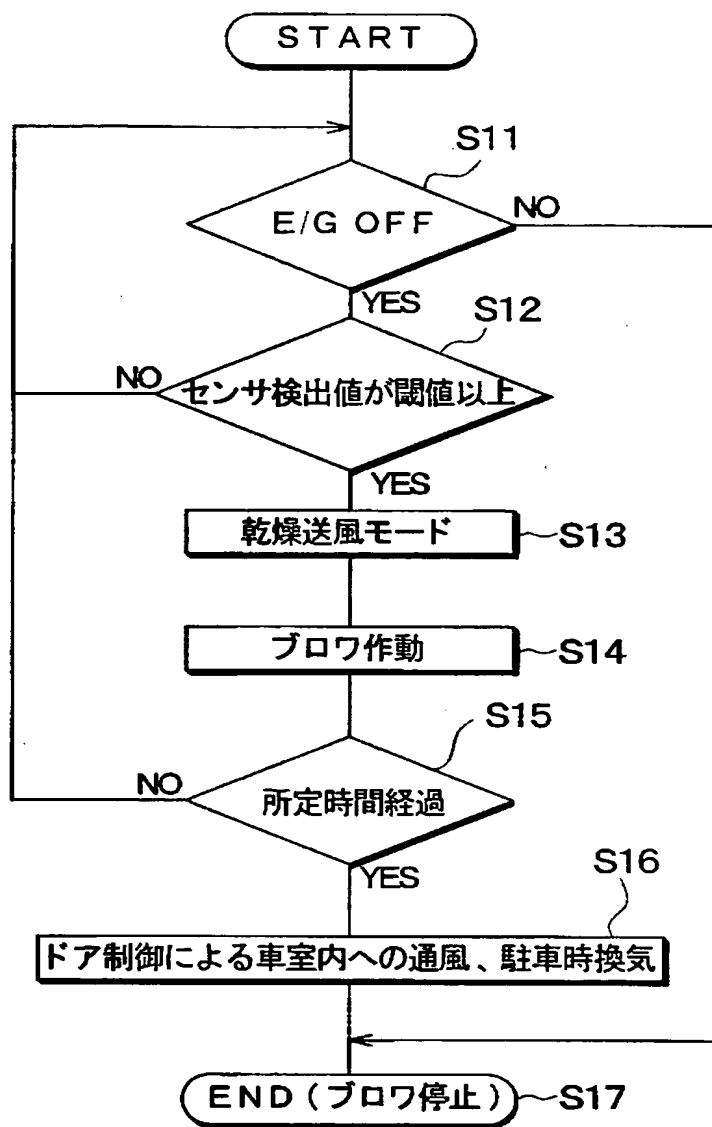 START
S11
E/G OFF
NO
YES
S12
NO
センサ検出値が閾値以上
YES
乾燥送風モード
S13
ブロワ作動
S14
S15
NO
所定時間経過
YES
S16
ドア制御による車室内への通風、駐車時換気
END(ブロワ停止)
S17